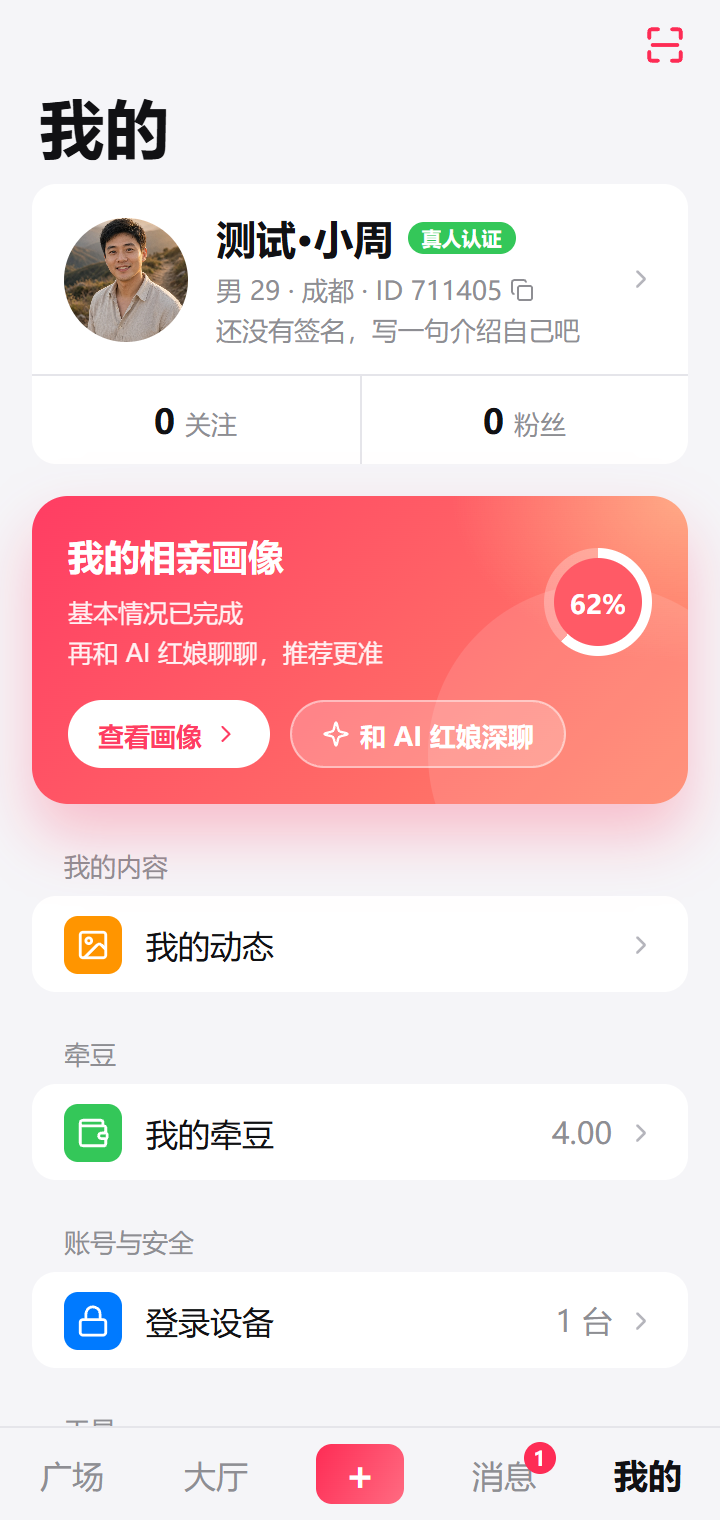 我的
测试•小周 真人认证
男 29 · 成都 · ID 711405
还没有签名，写一句介绍自己吧
0 关注
0 粉丝
我的相亲画像
基本情况已完成
再和 AI 红娘聊聊，推荐更准
62%
查看画像
和 AI 红娘深聊
我的内容
我的动态
牵豆
我的牵豆 4.00
账号与安全
登录设备 1 台
广场
大厅
+
消息 1
我的